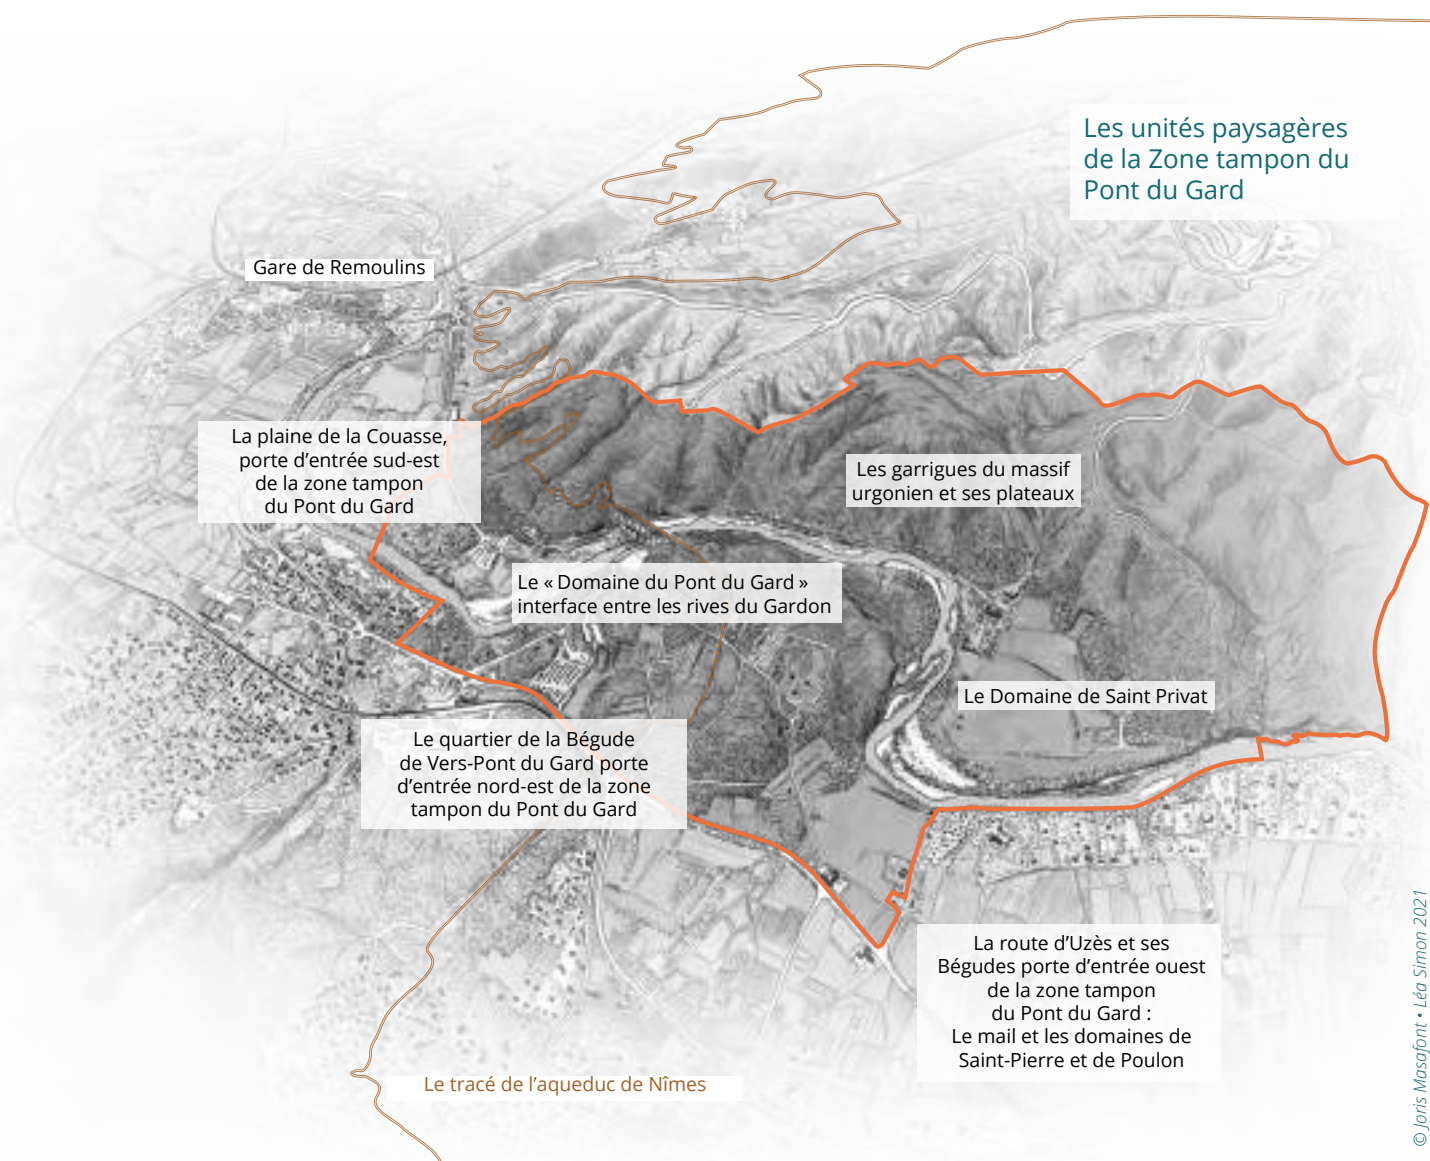 Les unités paysagères
de la Zone tampon du
Pont du Gard
Gare de Remoulins
La plaine de la Couasse,
porte d’entrée sud-est
de la zone tampon
du Pont du Gard
Les garrigues du massif
urgonien et ses plateaux
Le « Domaine du Pont du Gard »
interface entre les rives du Gardon
Le Domaine de Saint Privat
Le quartier de la Bégude
de Vers-Pont du Gard porte
d’entrée nord-est de la zone
tampon du Pont du Gard
La route d’Uzès et ses
Bégudes porte d’entrée ouest
de la zone tampon
du Pont du Gard :
Le mail et les domaines de
Saint-Pierre et de Poulon
Le tracé de l’aqueduc de Nîmes
© Joris Masafont • Léa Simon 2021